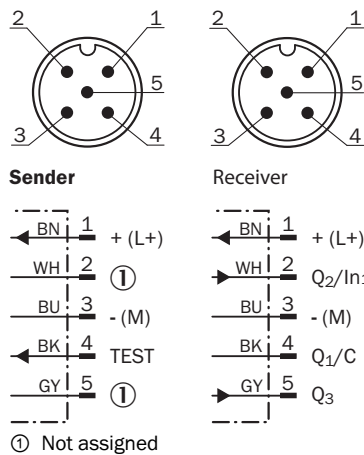 2 1
5
3 4
2 1
5
3 4
Sender
BN 1 + (L+)
WH 2 ①
BU 3 - (M)
BK 4 TEST
GY 5 ①
① Not assigned
Receiver
BN 1 + (L+)
WH 2 Q2/In1
BU 3 - (M)
BK 4 Q1/C
GY 5 Q3